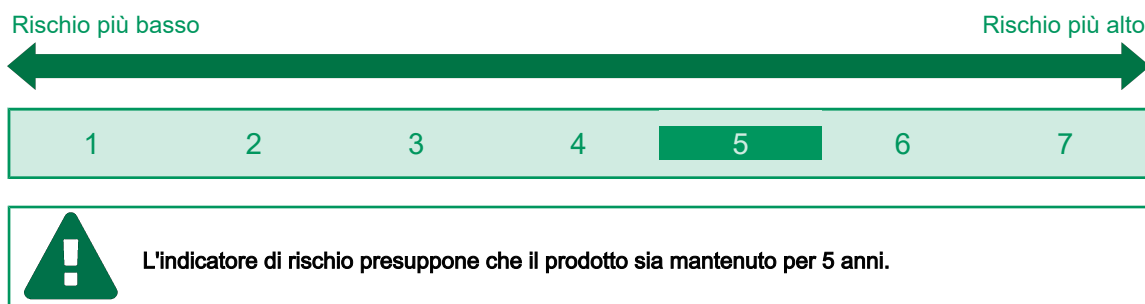 Rischio più basso Rischio più alto
1 2 3 4 5 6 7
L'indicatore di rischio presuppone che il prodotto sia mantenuto per 5 anni.